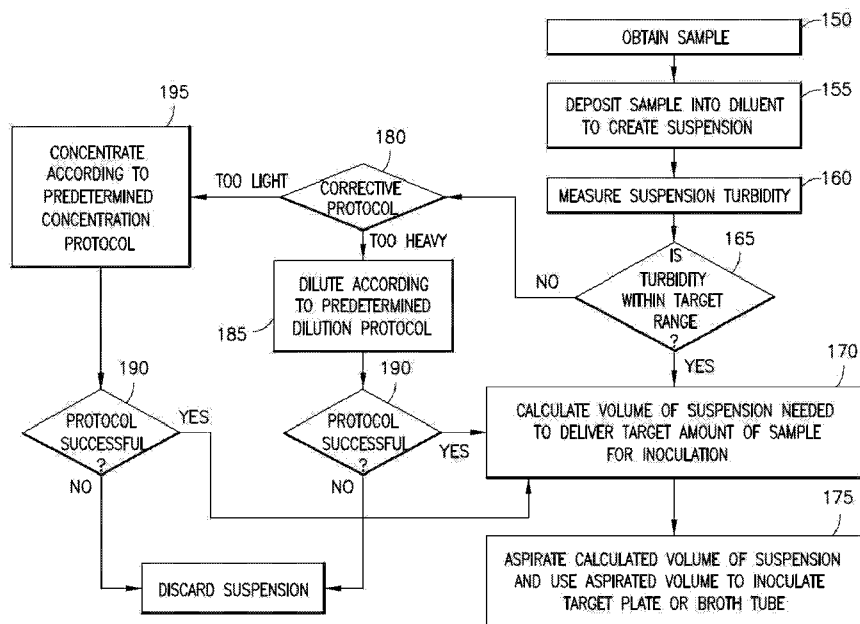 150
OBTAIN SAMPLE
155
DEPOSIT SAMPLE INTO DILUENT
TO CREATE SUSPENSION
160
MEASURE SUSPENSION TURBIDITY
165
IS
TURBIDITY
WITHIN TARGET
RANGE
?
NO
YES
180
CORRECTIVE
PROTOCOL
TOO LIGHT
TOO HEAVY
195
CONCENTRATE
ACCORDING TO
PREDETERMINED
CONCENTRATION
PROTOCOL
185
DILUTE ACCORDING
TO PREDETERMINED
DILUTION PROTOCOL
190
PROTOCOL
SUCCESSFUL
?
YES
NO
190
PROTOCOL
SUCCESSFUL
?
YES
NO
170
CALCULATE VOLUME OF SUSPENSION NEEDED
TO DELIVER TARGET AMOUNT OF SAMPLE
FOR INOCULATION
175
ASPIRATE CALCULATED VOLUME OF SUSPENSION
AND USE ASPIRATED VOLUME TO INOCULATE
TARGET PLATE OR BROTH TUBE
DISCARD SUSPENSION